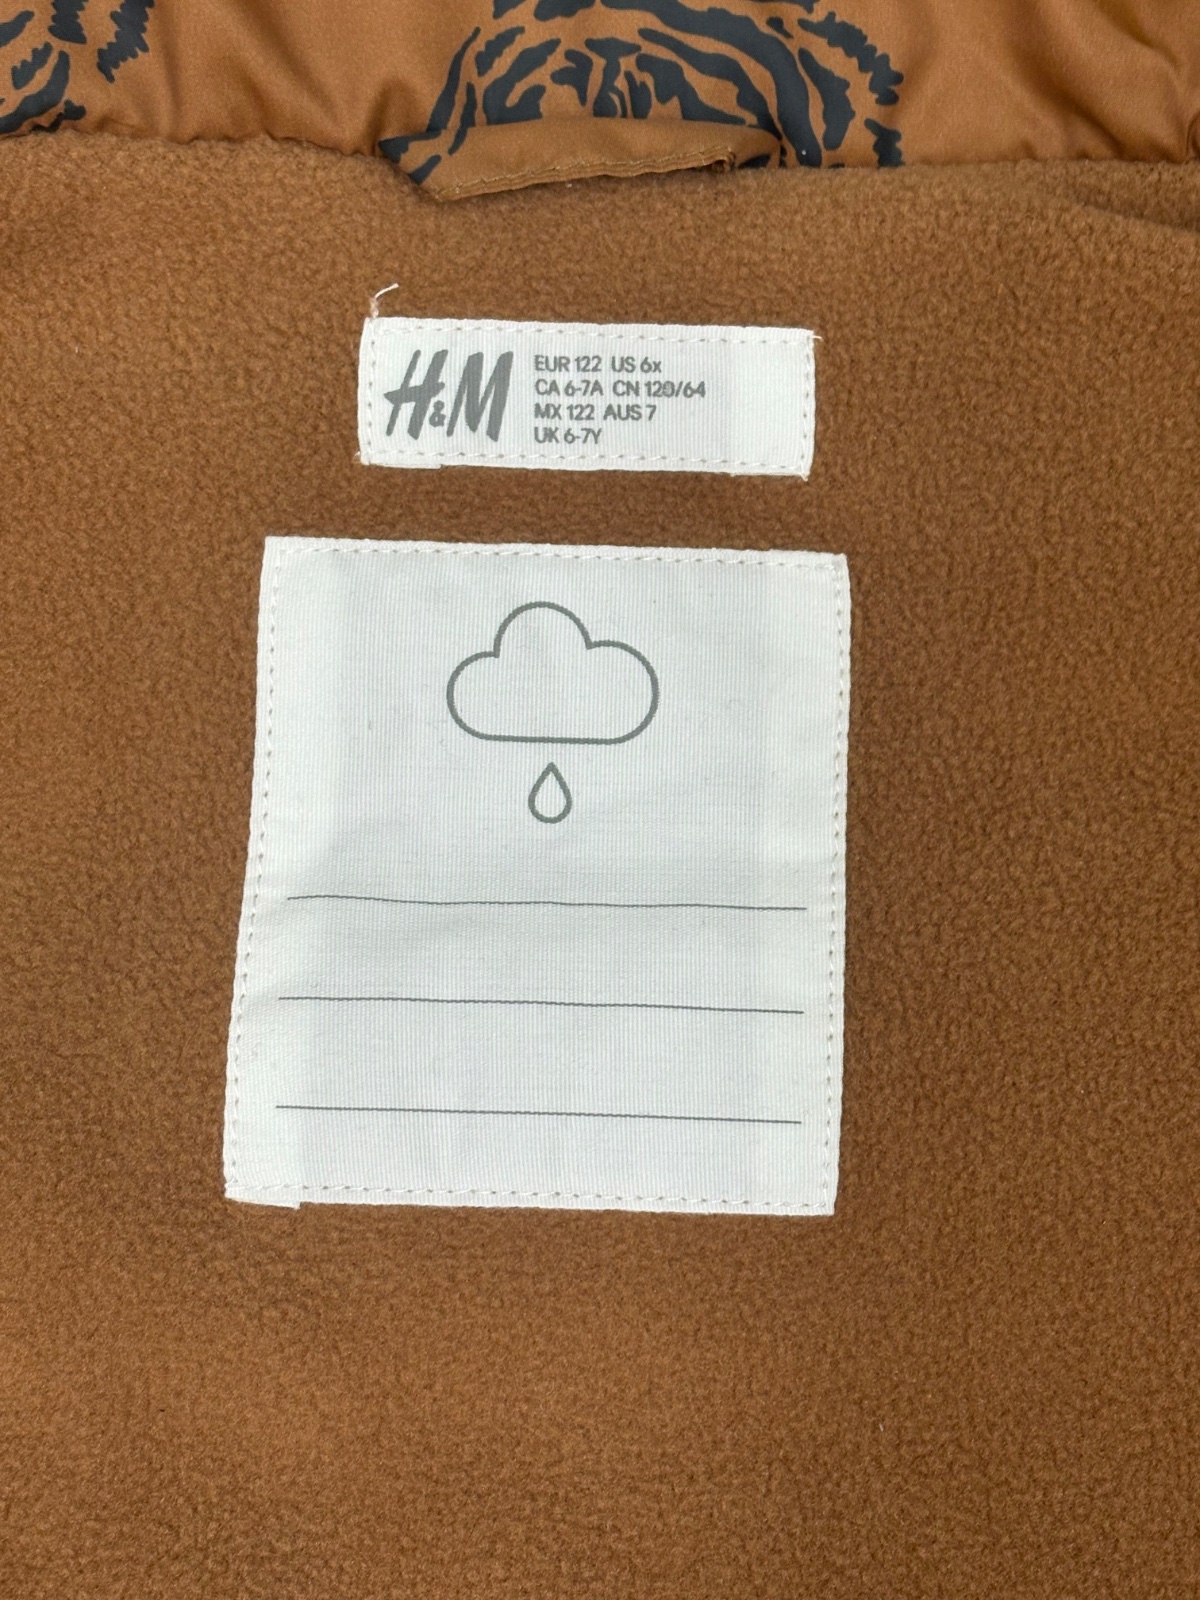 H&M
EUR 122 US 6x
CA 6-7A CN 120/64
MX 122 AUS 7
UK 6-7Y